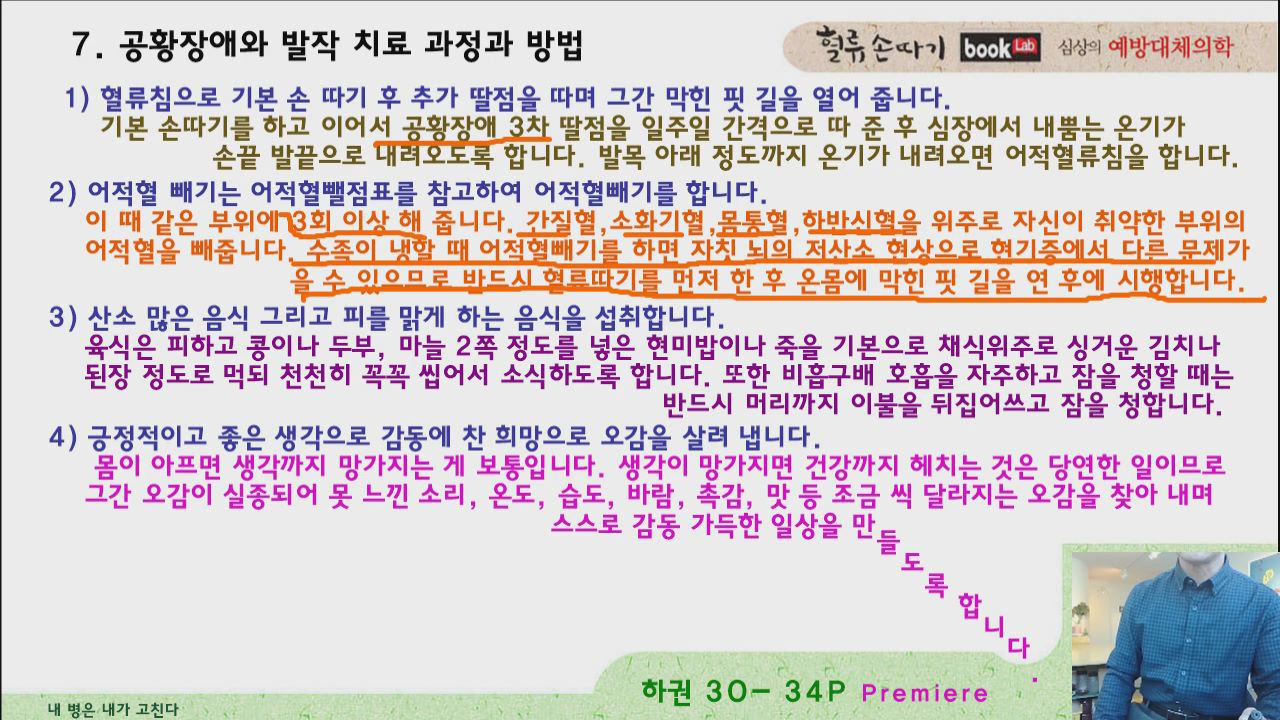 7. 공황장애와 발작 치료 과정과 방법
혈류 손따기 book Lab 심상의 예방대체의학
1) 혈류침으로 기본 손 따기 후 추가 딸점을 따며 그간 막힌 핏 길을 열어 줍니다.
기본 손따기를 하고 이어서 공황장애 3차 딸점을 일주일 간격으로 따 준 후 심장에서 내뿜는 온기가
손끝 발끝으로 내려오도록 합니다. 발목 아래 정도까지 온기가 내려오면 어적혈류침을 합니다.
2) 어적혈 빼기는 어적혈뺄점표를 참고하여 어적혈빼기를 합니다.
이 때 같은 부위에 3회 이상 해 줍니다. 간질혈,소화기혈,몸통혈,하반신혈을 위주로 자신이 취약한 부위의
어적혈을 빼줍니다. 수족이 냉할 때 어적혈빼기를 하면 자칫 뇌의 저산소 현상으로 현기증에서 다른 문제가
올 수 있으므로 반드시 혈류따기를 먼저 한 후 온몸에 막힌 핏 길을 연 후에 시행합니다.
3) 산소 많은 음식 그리고 피를 맑게 하는 음식을 섭취합니다.
육식은 피하고 콩이나 두부, 마늘 2쪽 정도를 넣은 현미밥이나 죽을 기본으로 채식위주로 싱거운 김치나
된장 정도로 먹되 천천히 꼭꼭 씹어서 소식하도록 합니다. 또한 비흡구배 호흡을 자주하고 잠을 청할 때는
반드시 머리까지 이불을 뒤집어쓰고 잠을 청합니다.
4) 긍정적이고 좋은 생각으로 감동에 찬 희망으로 오감을 살려 냅니다.
몸이 아프면 생각까지 망가지는 게 보통입니다. 생각이 망가지면 건강까지 헤치는 것은 당연한 일이므로
그간 오감이 실종되어 못 느낀 소리, 온도, 습도, 바람, 촉감, 맛 등 조금 씩 달라지는 오감을 찾아 내며
스스로 감동 가득한 일상을 만들도록 합니다.
하권 30- 34P Premiere
내 병은 내가 고친다